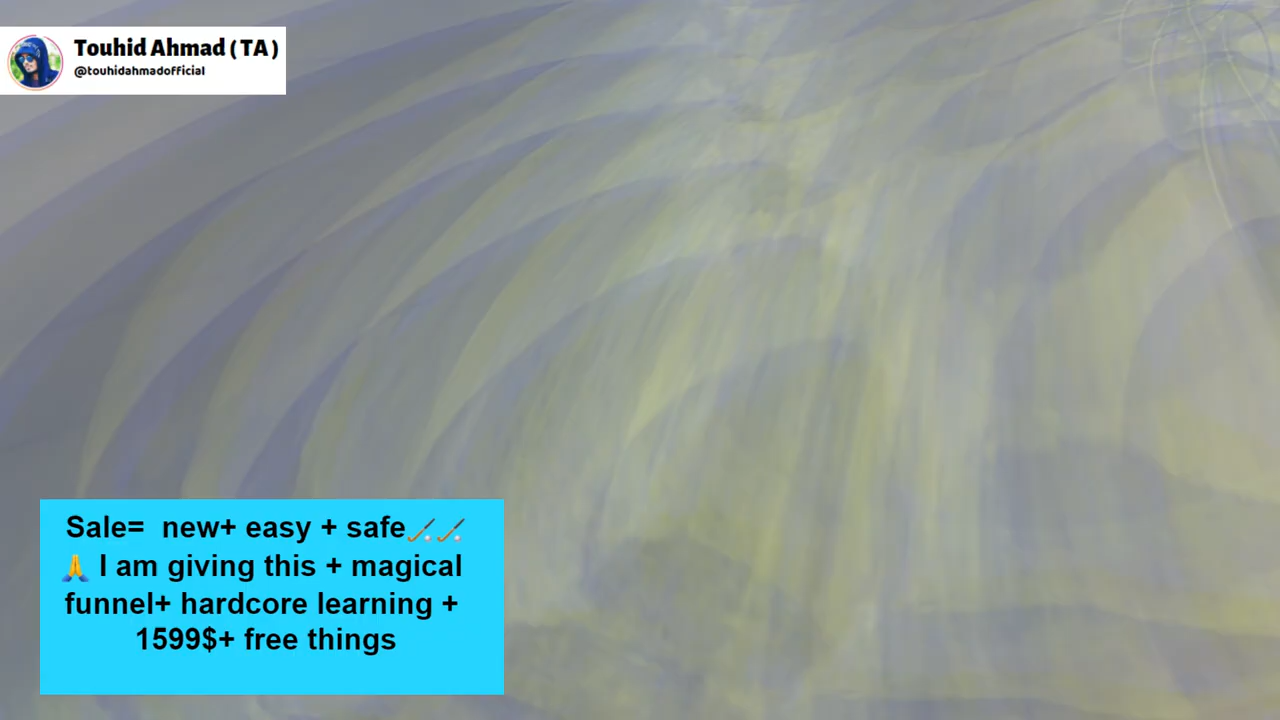 Touhid Ahmad ( TA )
@touhidahmadofficial
Sale=  new+ easy + safe🏑🏑
🙏 I am giving this + magical
funnel+ hardcore learning +
1599$+ free things